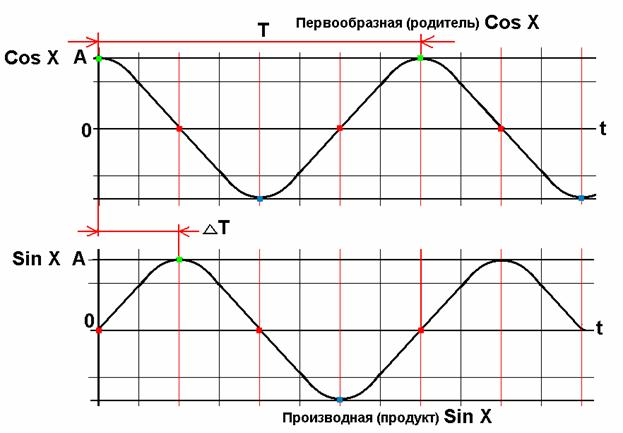 Первообразная (родитель) Cos X
T
Cos X A
0
t
△T
Sin X A
0
t
Производная (продукт) Sin X